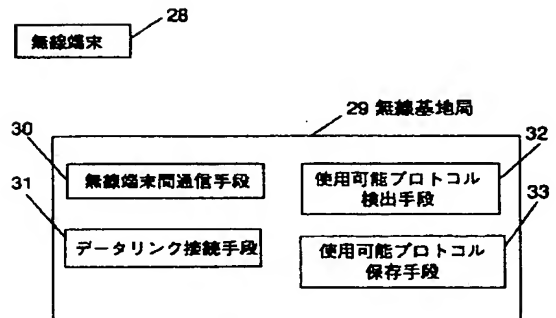 28
無線端末
29 無線基地局
30
無線端末間通信手段
32
使用可能プロトコル
検出手段
31
データリンク接続手段
33
使用可能プロトコル
保存手段